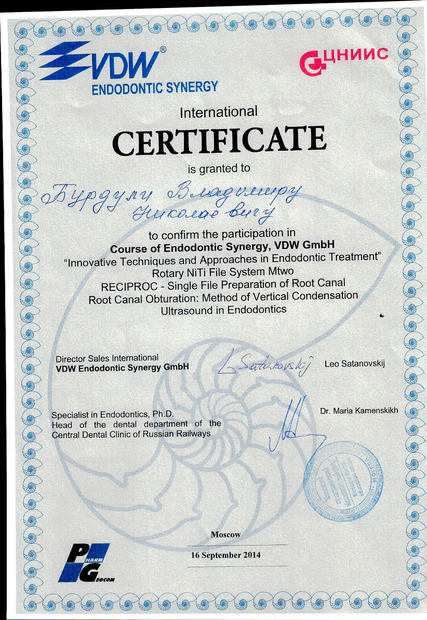 VDW®
ENDODONTIC SYNERGY
ЦНИИС
International
CERTIFICATE
is granted to
Бурдули Владимиру
Николаевичу
to confirm the participation in
Course of Endodontic Synergy, VDW GmbH
“Innovative Techniques and Approaches in Endodontic Treatment”
Rotary NiTi File System Mtwo
RECIPROC - Single File Preparation of Root Canal
Root Canal Obturation: Method of Vertical Condensation
Ultrasound in Endodontics
Director Sales International
VDW Endodontic Synergy GmbH
L Satanovskij
Leo Satanovskij
Specialist in Endodontics, Ph.D.
Head of the dental department of the
Central Dental Clinic of Russian Railways
Dr. Maria Kamenskikh
Moscow
16 September 2014
PHARM
GEOCOM